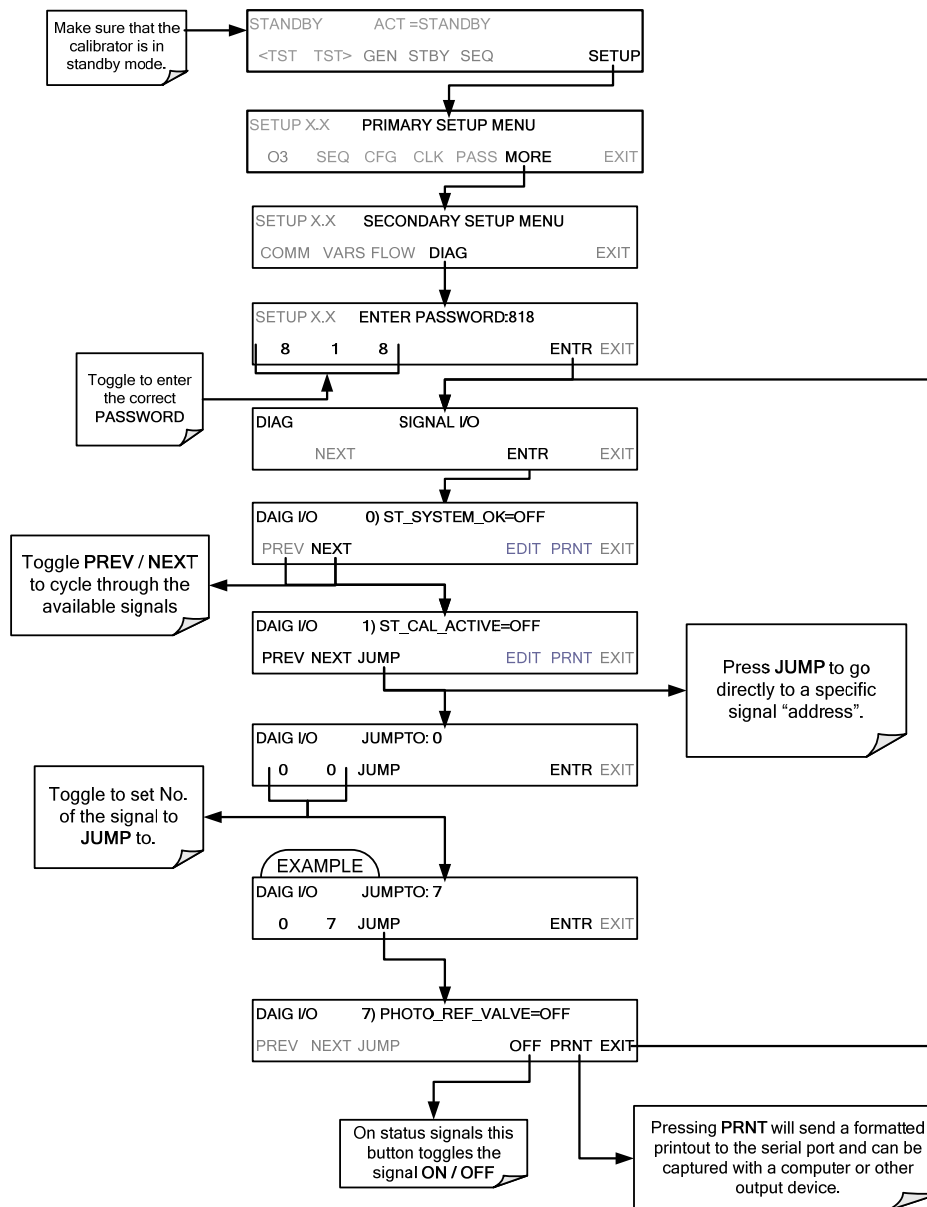 Make sure that the
calibrator is in
standby mode.
STANDBY ACT =STANDBY
<TST TST> GEN STBY SEQ SETUP
SETUP X.X PRIMARY SETUP MENU
O3 SEQ CFG CLK PASS MORE EXIT
SETUP X.X SECONDARY SETUP MENU
COMM VARS FLOW DIAG EXIT
SETUP X.X ENTER PASSWORD:818
8 1 8 ENTR EXIT
Toggle to enter
the correct
PASSWORD
DIAG SIGNAL I/O
NEXT ENTR EXIT
DAIG I/O 0) ST_SYSTEM_OK=OFF
PREV NEXT EDIT PRNT EXIT
Toggle PREV / NEXT
to cycle through the
available signals
DAIG I/O 1) ST_CAL_ACTIVE=OFF
PREV NEXT JUMP EDIT PRNT EXIT
Press JUMP to go
directly to a specific
signal “address”.
DAIG I/O JUMPTO: 0
0 0 JUMP ENTR EXIT
Toggle to set No.
of the signal to
JUMP to.
EXAMPLE
DAIG I/O JUMPTO: 7
0 7 JUMP ENTR EXIT
DAIG I/O 7) PHOTO_REF_VALVE=OFF
PREV NEXT JUMP OFF PRNT EXIT
On status signals this
button toggles the
signal ON / OFF
Pressing PRNT will send a formatted
printout to the serial port and can be
captured with a computer or other
output device.